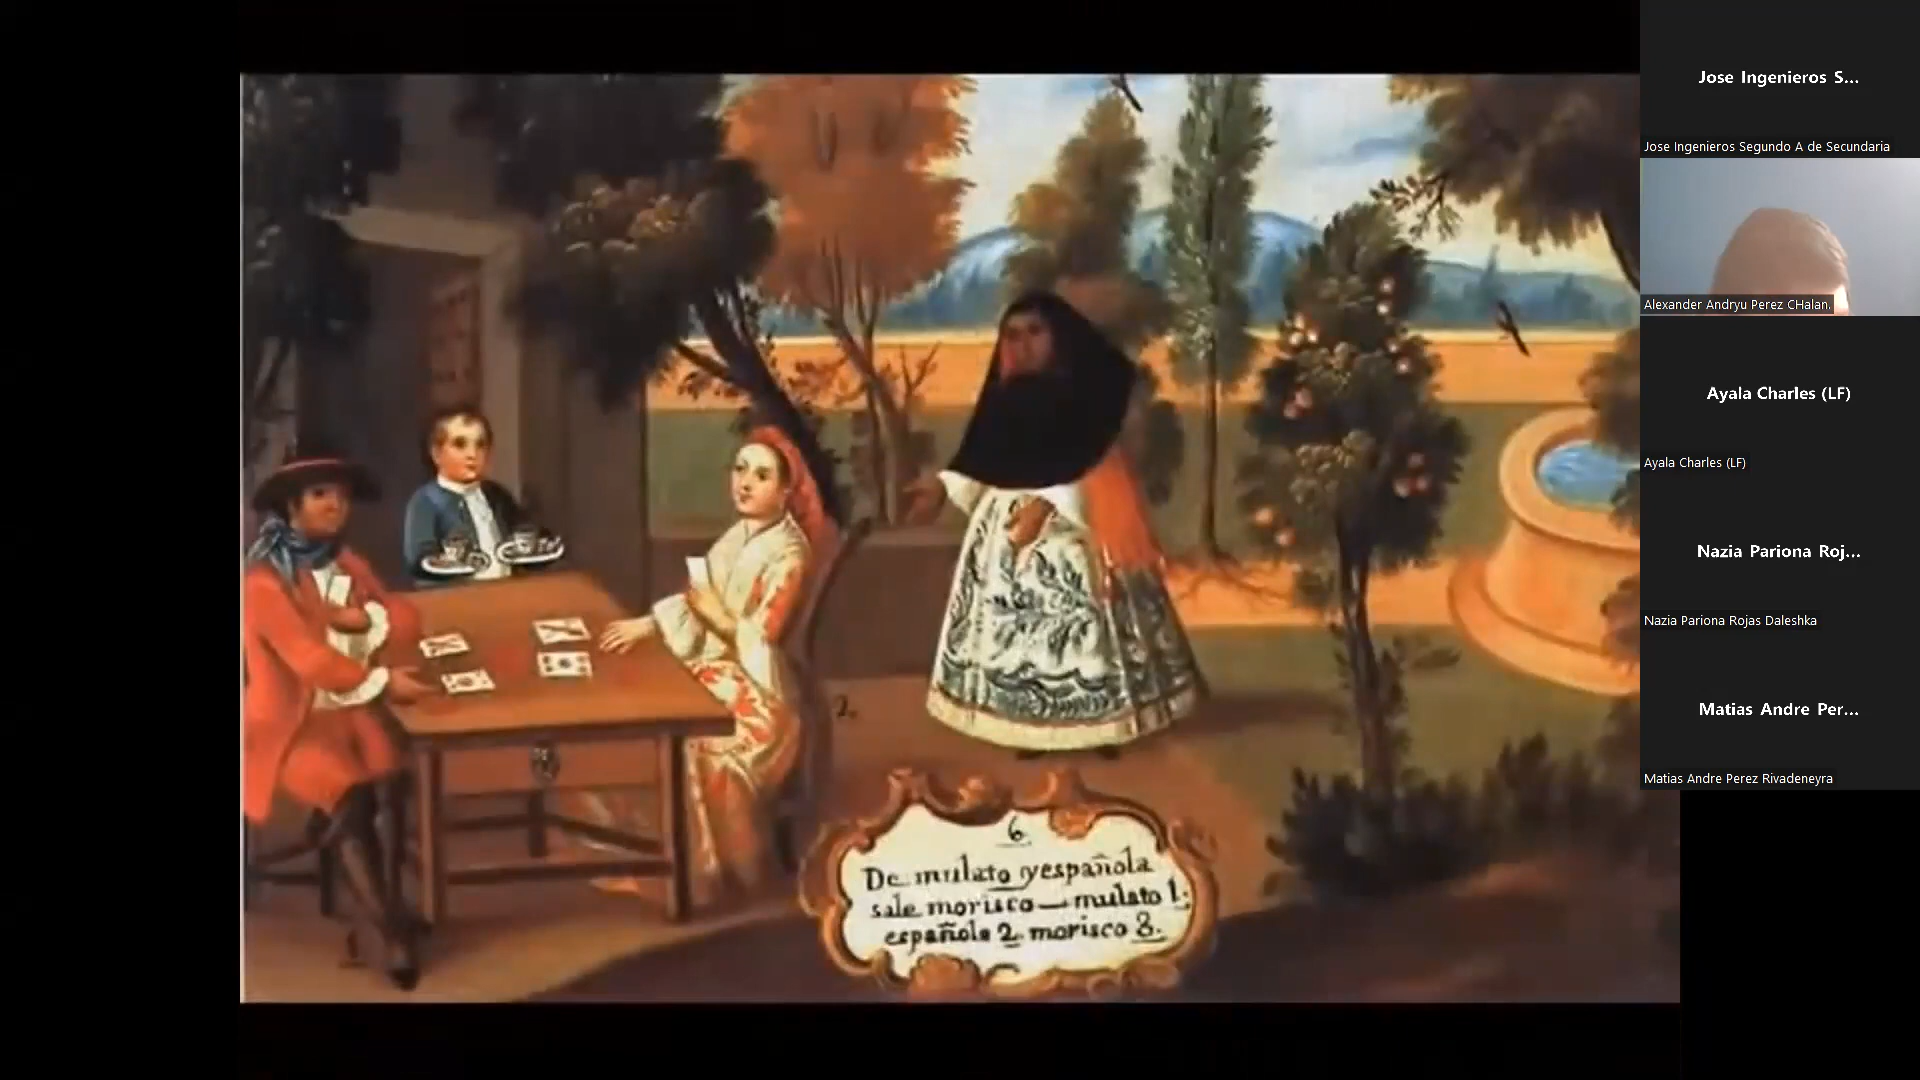 Jose Ingenieros S...
Jose Ingenieros Segundo A de Secundaria
Alexander Andryu Perez CHalan.
Ayala Charles (LF)
Ayala Charles (LF)
Nazia Pariona Roj...
Nazia Pariona Rojas Daleshka
Matias Andre Per...
Matias Andre Perez Rivadeneyra
2.
1
6
De mulato yespañola
sale morisco—mulato 1.
española 2. morisco 3.